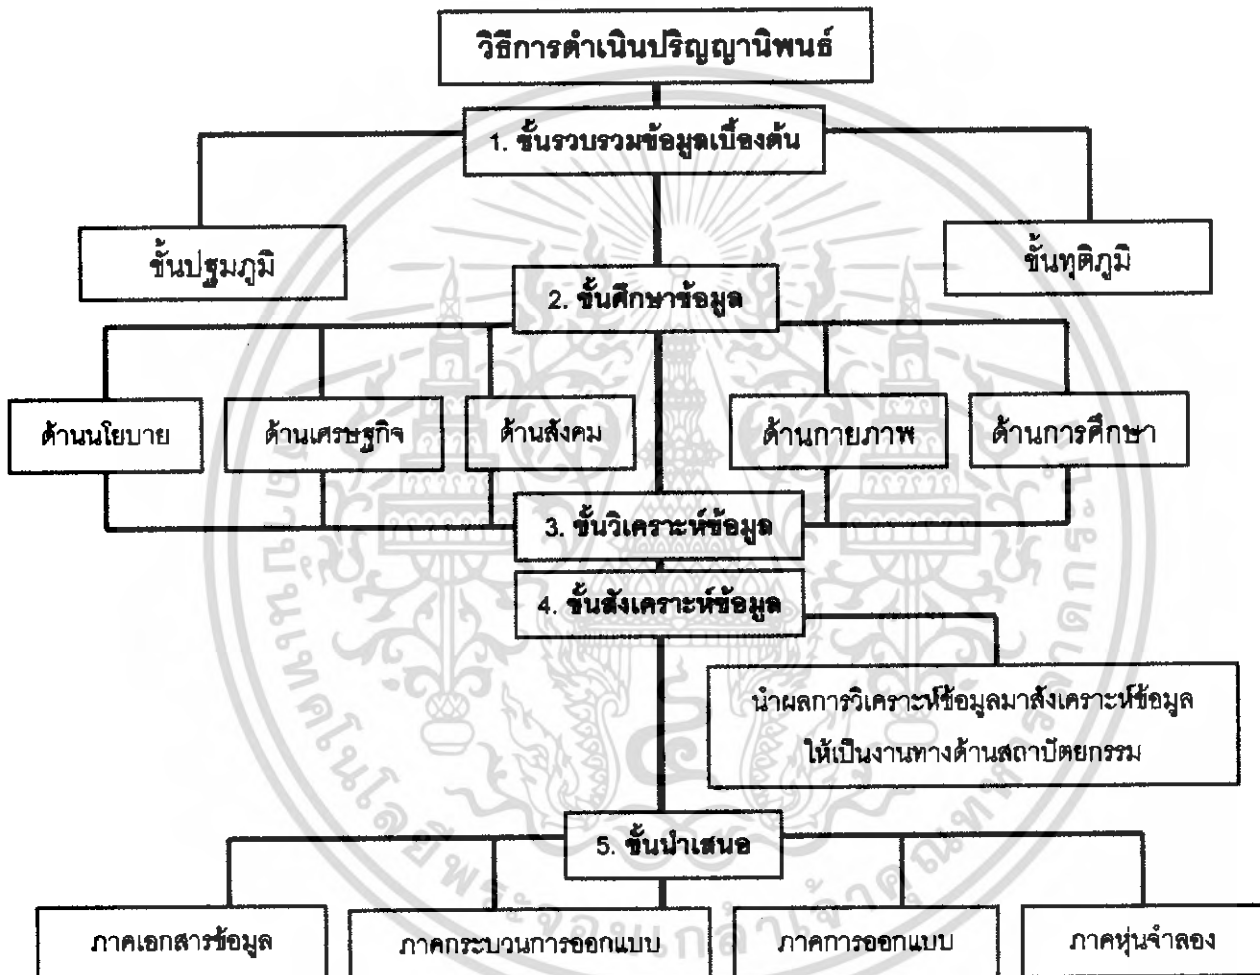 วิธีการดำเนินปริญญานิพนธ์
1. ขั้นรวบรวมข้อมูลเบื้องต้น
ขั้นปฐมภูมิ
ขั้นทุติภูมิ
2. ขั้นศึกษาข้อมูล
ด้านนโยบาย
ด้านเศรษฐกิจ
ด้านสังคม
ด้านกายภาพ
ด้านการศึกษา
3. ขั้นวิเคราะห์ข้อมูล
4. ขั้นสังเคราะห์ข้อมูล
นำผลการวิเคราะห์ข้อมูลมาสังเคราะห์ข้อมูล
ให้เป็นงานทางด้านสถาปัตยกรรม
5. ขั้นนำเสนอ
ภาคเอกสารข้อมูล
ภาคกระบวนการออกแบบ
ภาคการออกแบบ
ภาคหุ่นจำลอง